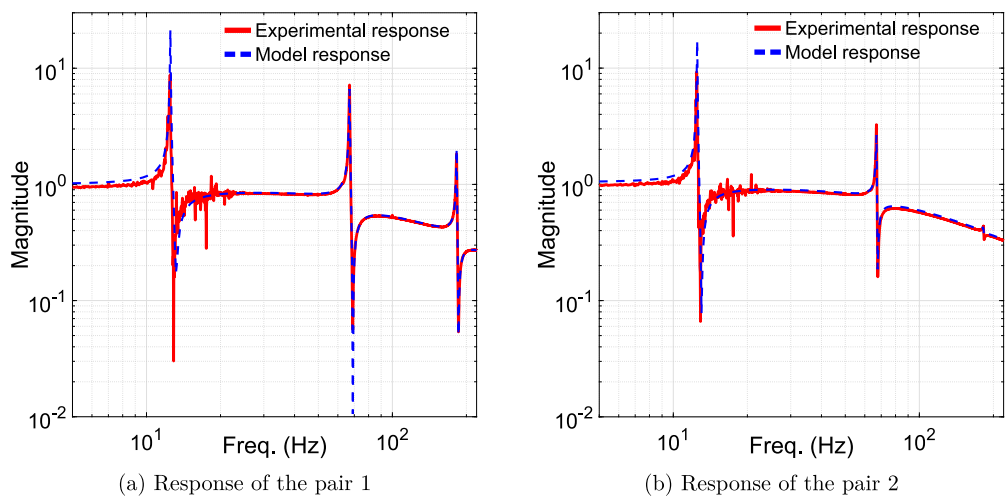 Experimental response
Model response
10^1
10^0
10^-1
10^-2
Magnitude
10^1
10^2
Freq. (Hz)
(a) Response of the pair 1
Experimental response
Model response
10^1
10^0
10^-1
10^-2
Magnitude
10^1
10^2
Freq. (Hz)
(b) Response of the pair 2